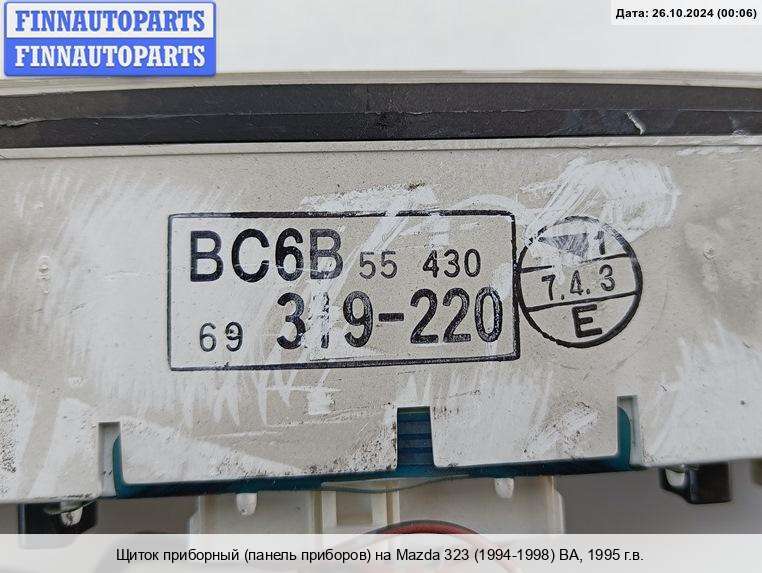 FINNAUTOPARTS
FINNAUTOPARTS
Дата: 26.10.2024 (00:06)
BC6B 55 430
69 319-220
1
7.4.3
E
Щиток приборный (панель приборов) на Mazda 323 (1994-1998) BA, 1995 г.в.